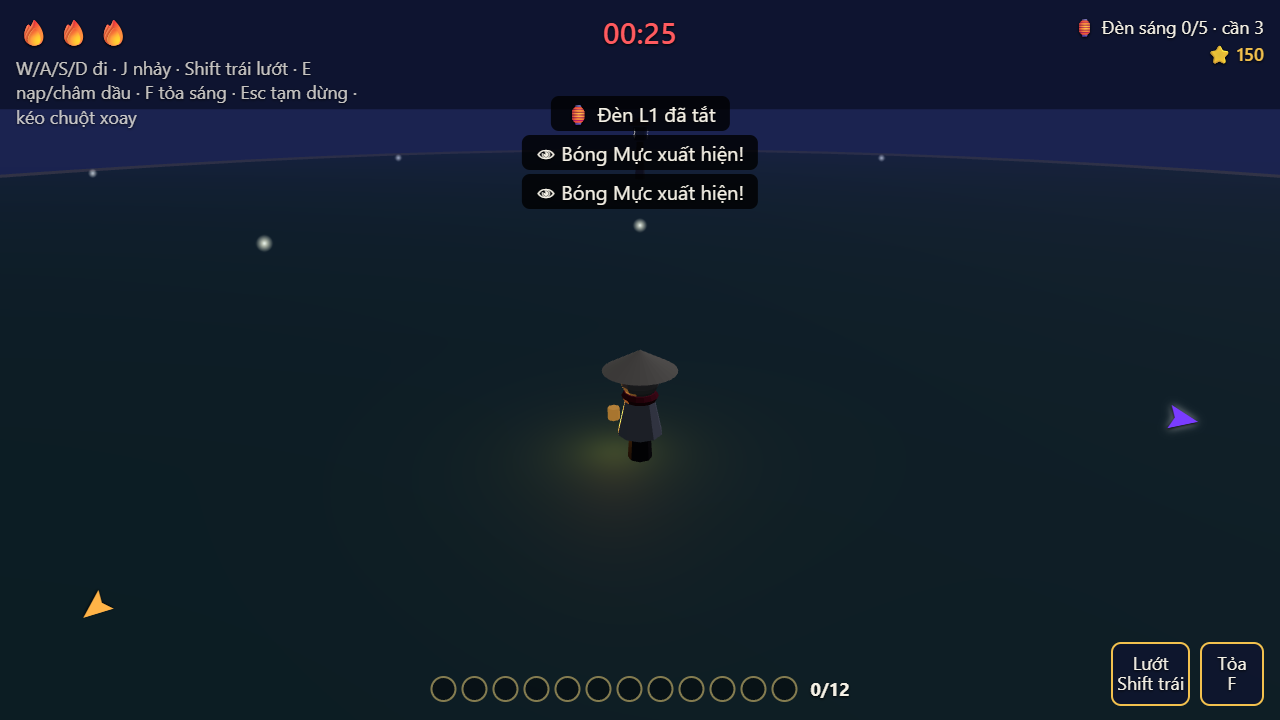 00:25
Đèn sáng 0/5 · cần 3
150
W/A/S/D đi · J nhảy · Shift trái lướt · E
nạp/châm dầu · F tỏa sáng · Esc tạm dừng ·
kéo chuột xoay
Đèn L1 đã tắt
Bóng Mực xuất hiện!
Bóng Mực xuất hiện!
0/12
Lướt
Shift trái
Tỏa
F